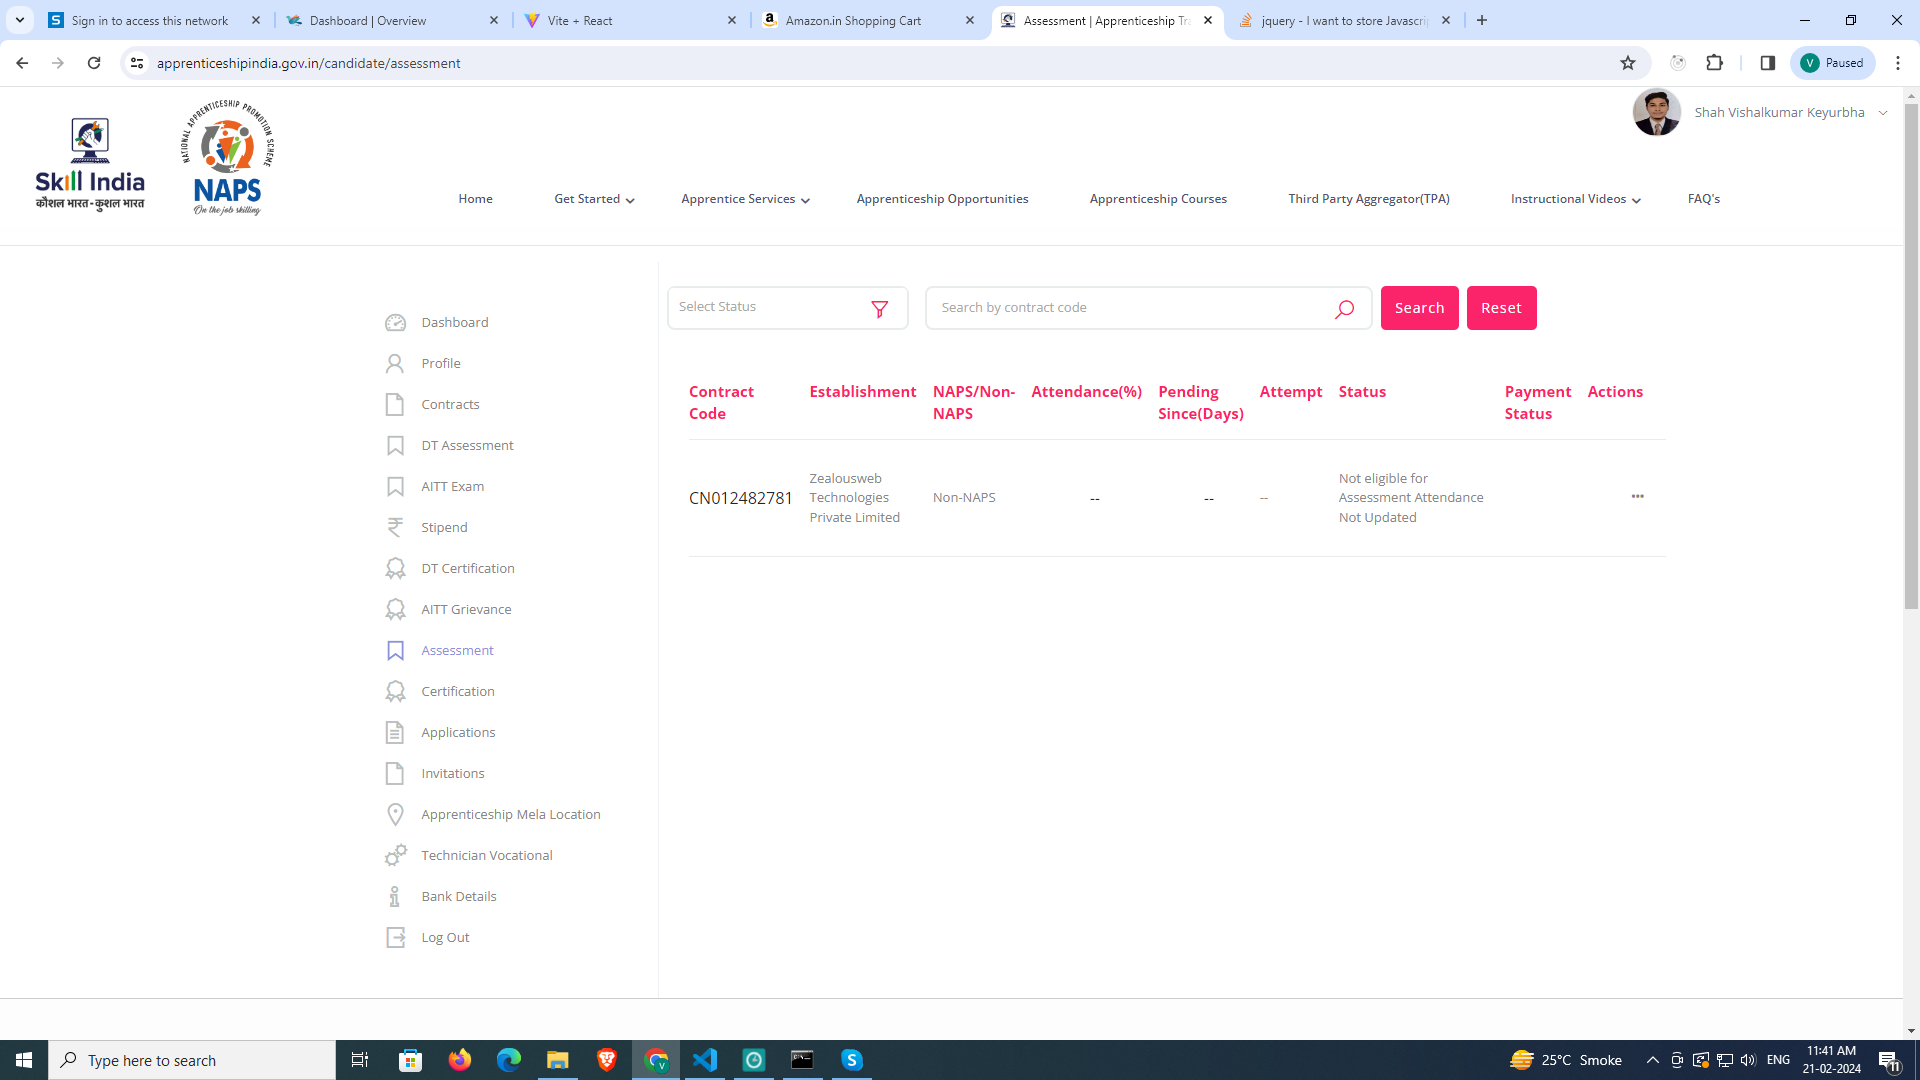 Sign in to access this network
Dashboard | Overview
Vite + React
Amazon.in Shopping Cart
Assessment | Apprenticeship Tra
jquery - I want to store Javascri
apprenticeshipindia.gov.in/candidate/assessment
V
Paused
Skill India
कौशल भारत-कुशल भारत
NATIONAL APPRENTICESHIP PROMOTION SCHEME
NAPS
On the job skilling
Shah Vishalkumar Keyurbha
Home
Get Started
Apprentice Services
Apprenticeship Opportunities
Apprenticeship Courses
Third Party Aggregator(TPA)
Instructional Videos
FAQ's
Dashboard
Profile
Contracts
DT Assessment
AITT Exam
Stipend
DT Certification
AITT Grievance
Assessment
Certification
Applications
Invitations
Apprenticeship Mela Location
Technician Vocational
Bank Details
Log Out
Select Status
Search by contract code
Search
Reset
Contract
Code
Establishment
NAPS/Non-
NAPS
Attendance(%)
Pending
Since(Days)
Attempt
Status
Payment
Status
Actions
CN012482781
Zealousweb
Technologies
Private Limited
Non-NAPS
--
--
--
Not eligible for
Assessment Attendance
Not Updated
Type here to search
25°C Smoke
ENG
11:41 AM
21-02-2024
11